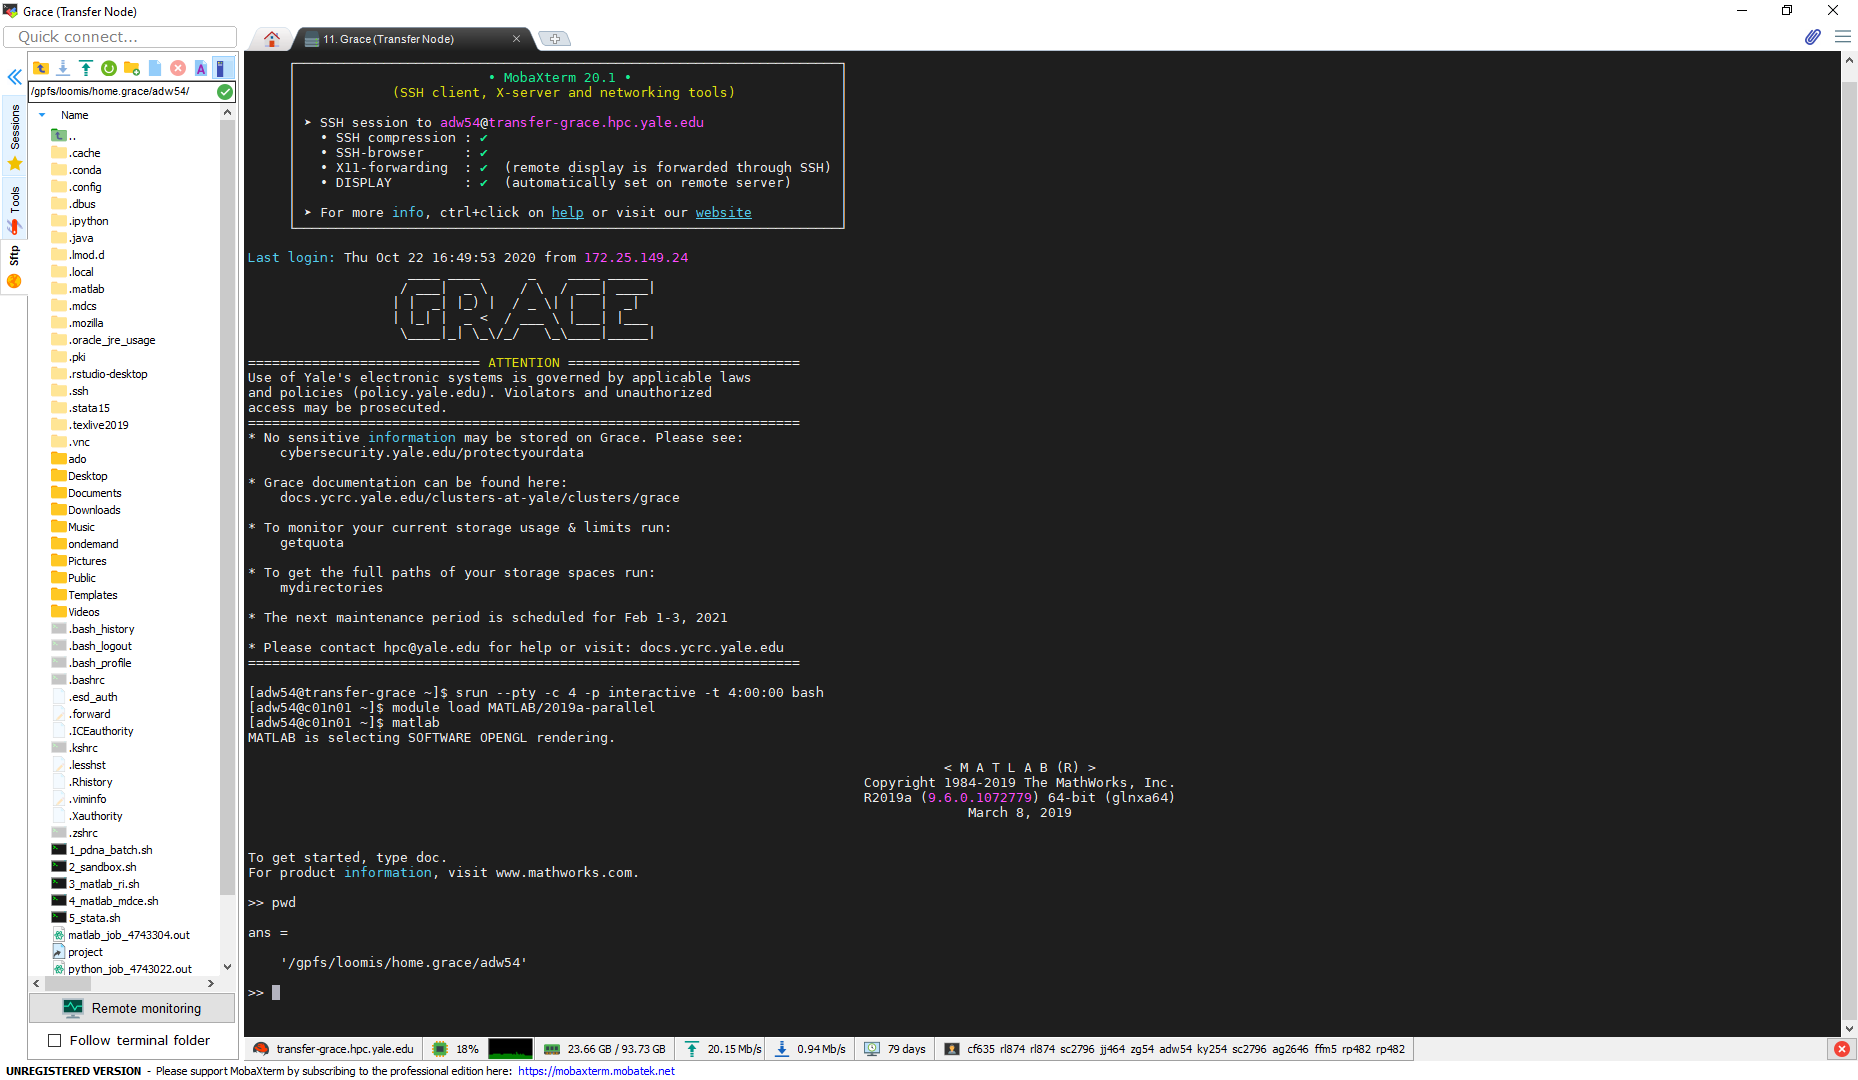 Grace (Transfer Node)
Quick connect...
11. Grace (Transfer Node)
/gpfs/loomis/home.grace/adw54/
Sessions
Tools
Sftp
Name
..
.cache
.conda
.config
.dbus
.ipython
.java
.lmod.d
.local
.matlab
.mdcs
.mozilla
.oracle_jre_usage
.pki
.rstudio-desktop
.ssh
.stata15
.texlive2019
.vnc
ado
Desktop
Documents
Downloads
Music
ondemand
Pictures
Public
Templates
Videos
.bash_history
.bash_logout
.bash_profile
.bashrc
.esd_auth
.forward
.ICEauthority
.kshrc
.lesshst
.Rhistory
.viminfo
.Xauthority
.zshrc
1_pdna_batch.sh
2_sandbox.sh
3_matlab_ri.sh
4_matlab_mdce.sh
5_stata.sh
matlab_job_4743304.out
project
python_job_4743022.out
Remote monitoring
Follow terminal folder
• MobaXterm 20.1 •
(SSH client, X-server and networking tools)
➤ SSH session to adw54@transfer-grace.hpc.yale.edu
• SSH compression : ✔
• SSH-browser : ✔
• X11-forwarding : ✔ (remote display is forwarded through SSH)
• DISPLAY : ✔ (automatically set on remote server)
➤ For more info, ctrl+click on help or visit our website
Last login: Thu Oct 22 16:49:53 2020 from 172.25.149.24
GRACE
============================= ATTENTION =============================
Use of Yale's electronic systems is governed by applicable laws
and policies (policy.yale.edu). Violators and unauthorized
access may be prosecuted.
=====================================================================
* No sensitive information may be stored on Grace. Please see:
cybersecurity.yale.edu/protectyourdata
* Grace documentation can be found here:
docs.ycrc.yale.edu/clusters-at-yale/clusters/grace
* To monitor your current storage usage & limits run:
getquota
* To get the full paths of your storage spaces run:
mydirectories
* The next maintenance period is scheduled for Feb 1-3, 2021
* Please contact hpc@yale.edu for help or visit: docs.ycrc.yale.edu
=====================================================================
[adw54@transfer-grace ~]$ srun --pty -c 4 -p interactive -t 4:00:00 bash
[adw54@c01n01 ~]$ module load MATLAB/2019a-parallel
[adw54@c01n01 ~]$ matlab
MATLAB is selecting SOFTWARE OPENGL rendering.
< M A T L A B (R) >
Copyright 1984-2019 The MathWorks, Inc.
R2019a (9.6.0.1072779) 64-bit (glnxa64)
March 8, 2019
To get started, type doc.
For product information, visit www.mathworks.com.
>> pwd
ans =
'/gpfs/loomis/home.grace/adw54'
>>
transfer-grace.hpc.yale.edu 18% 23.66 GB / 93.73 GB 20.15 Mb/s 0.94 Mb/s 79 days cf635 rl874 rl874 sc2796 jj464 zg54 adw54 ky254 sc2796 ag2646 ffm5 rp482 rp482
UNREGISTERED VERSION - Please support MobaXterm by subscribing to the professional edition here: https://mobaxterm.mobatek.net